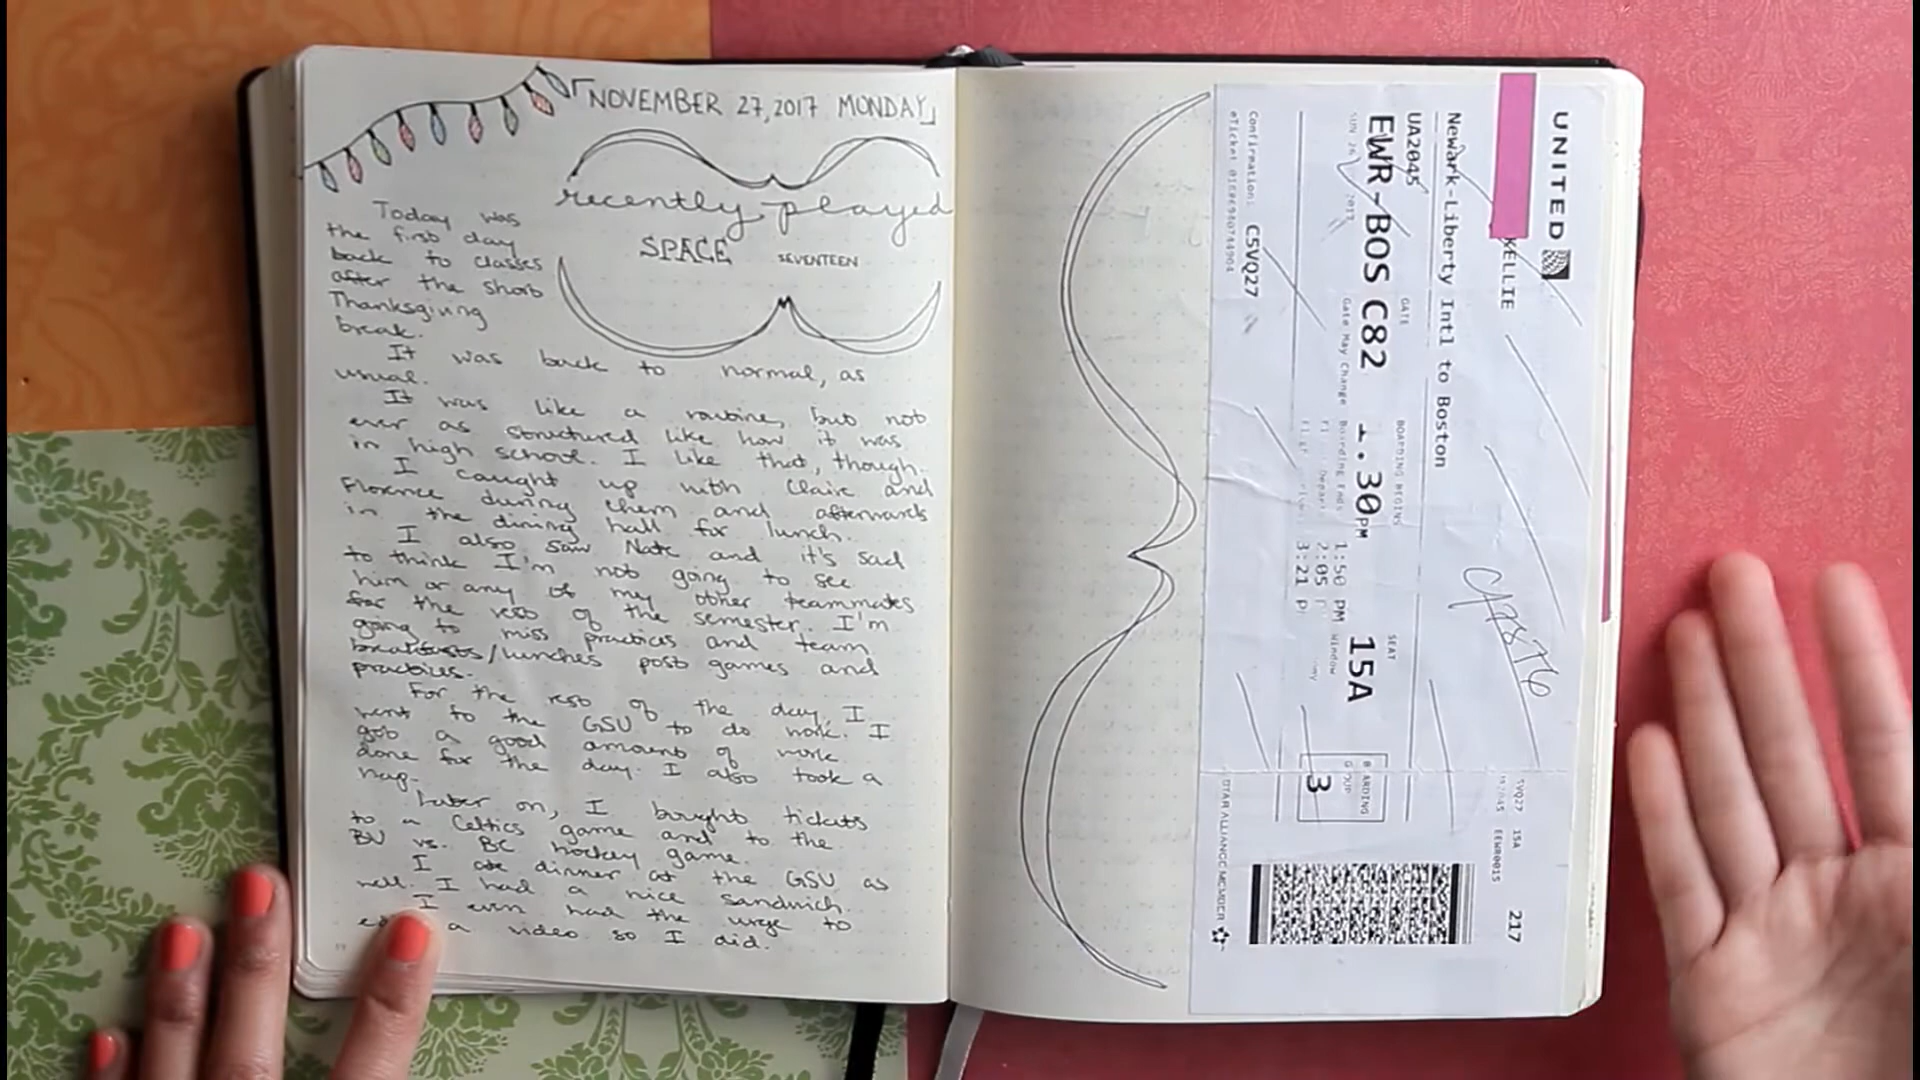 「NOVEMBER 27, 2017 MONDAY」
recently played
SPACE SEVENTEEN
Today was
the first day
back to classes
after the short
Thanksgiving
break.
It was back to normal, as
usual.
It was like a routine, but not
ever as structured like how it was
in high school. I like that, though.
I caught up with Claire and
Florence during chem and afterwards
in the dining hall for lunch.
I also saw Nate and it's sad
to think I'm not going to see
him or any of my other teammates
for the rest of the semester. I'm
going to miss practices and team
breakfasts/lunches post games and
practices.
For the rest of the day, I
went to the GSU to do work. I
got a good amount of work
done for the day. I also took a
nap.
Later on, I bought tickets
to a Celtics game and to the
BU vs. BC hockey game.
I ate dinner at the GSU as
well. I had a nice sandwich.
I even had the urge to
a video so I did.
UNITED
KELLIE
Newark-Liberty Intl to Boston
UA2045
EWR-BOS C82 30PM 15A
SUN 26 2017
GATE
BOARDING BEGINS
SEAT
Gate May Change Boarding Ends 1:50 PM Window
2:05
3:21 P
3
Confirmation: C5VQ27
STAR ALLIANCE MEMBER
15A
EEWR0015
217